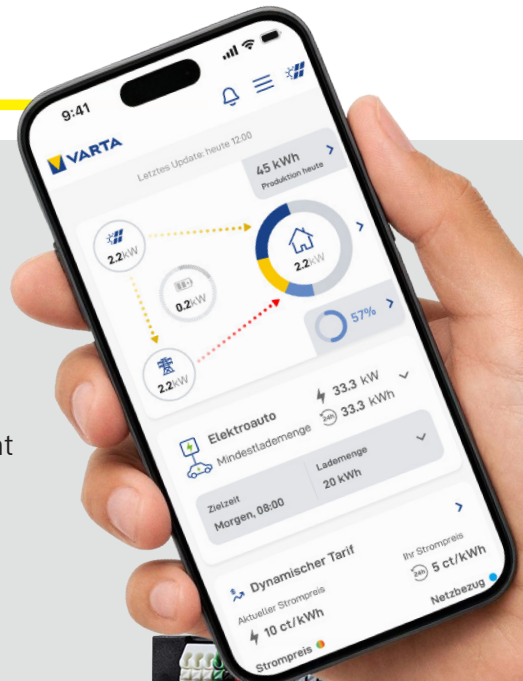 9:41
VARTA
Letztes Update: heute 12:00
45 kWh
Produktion heute
2.2kW
0.2kW
2.2kW
2.2kW
57%
Elektroauto
Mindestlademenge
33.3 kW
24h 33.3 kWh
Zielzeit
Morgen, 08:00
Lademenge
20 kWh
Dynamischer Tarif
Aktueller Strompreis
10 ct/kWh
Ihr Strompreis
24h 5 ct/kWh
Strompreis
Netzbezug